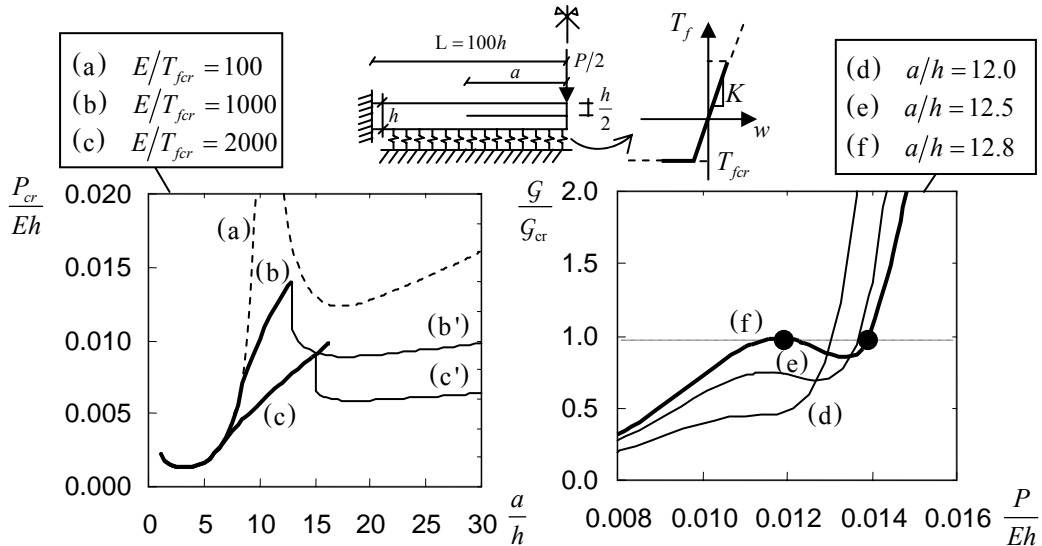 (a) E/T_fcr = 100
(b) E/T_fcr = 1000
(c) E/T_fcr = 2000
L = 100h
a
P/2
h
h/2
T_f
K
w
T_fcr
(d) a/h = 12.0
(e) a/h = 12.5
(f) a/h = 12.8
P_cr/Eh
0.020
0.015
0.010
0.005
0.000
(a)
(b)
(b')
(c')
(c)
0 5 10 15 20 25 30
a/h
G/G_cr
2.0
1.5
1.0
0.5
0.0
(f)
(e)
(d)
0.008 0.010 0.012 0.014 0.016
P/Eh